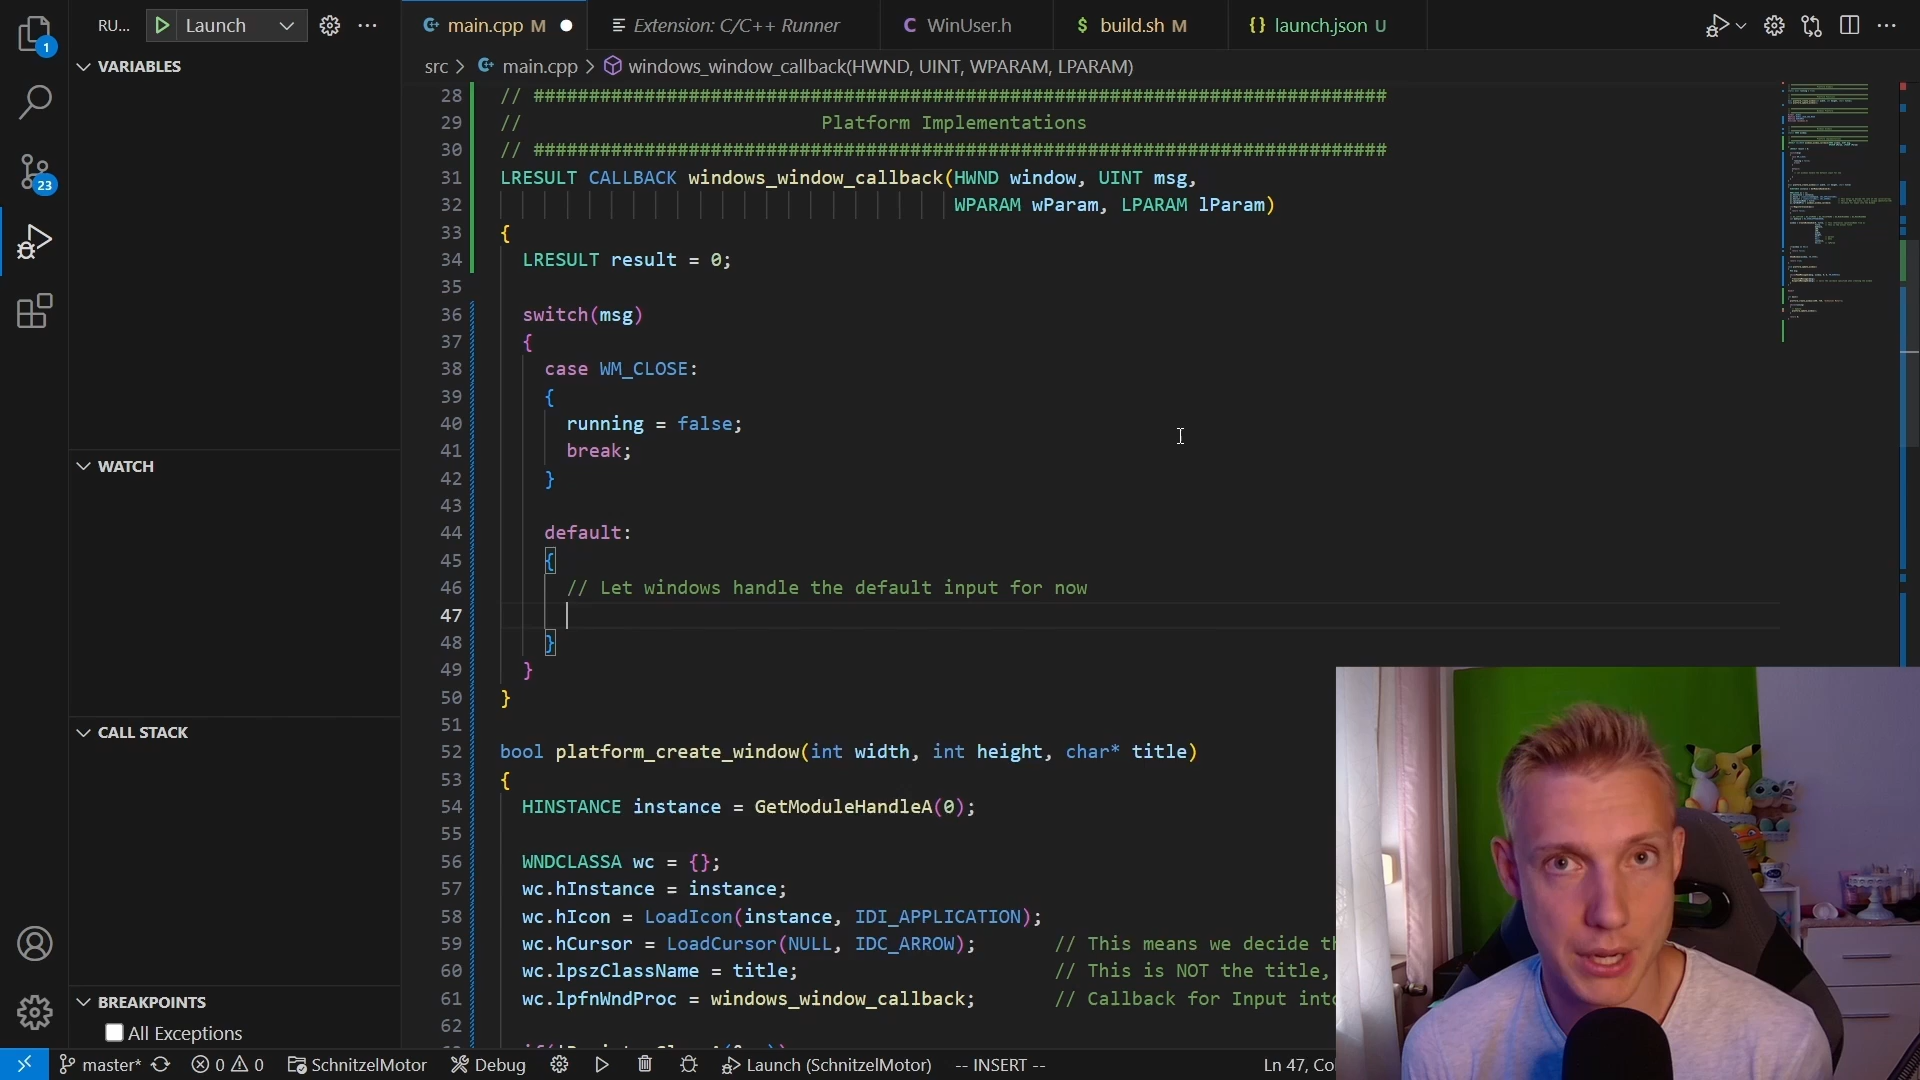 RU... Launch
main.cpp M
Extension: C/C++ Runner
C WinUser.h
$ build.sh M
{} launch.json U
VARIABLES
WATCH
CALL STACK
BREAKPOINTS
All Exceptions
1
23
src > main.cpp > windows_window_callback(HWND, UINT, WPARAM, LPARAM)
28 // #############################################################################
29 // Platform Implementations
30 // #############################################################################
31 LRESULT CALLBACK windows_window_callback(HWND window, UINT msg,
32 WPARAM wParam, LPARAM lParam)
33 {
34 LRESULT result = 0;
35
36 switch(msg)
37 {
38 case WM_CLOSE:
39 {
40 running = false;
41 break;
42 }
43
44 default:
45 {
46 // Let windows handle the default input for now
47
48 }
49 }
50 }
51
52 bool platform_create_window(int width, int height, char* title)
53 {
54 HINSTANCE instance = GetModuleHandleA(0);
55
56 WNDCLASSA wc = {};
57 wc.hInstance = instance;
58 wc.hIcon = LoadIcon(instance, IDI_APPLICATION);
59 wc.hCursor = LoadCursor(NULL, IDC_ARROW); // This means we decide
60 wc.lpszClassName = title; // This is NOT the title,
61 wc.lpfnWndProc = windows_window_callback; // Callback for Input
62
master* 0 0 SchnitzelMotor Debug Launch (SchnitzelMotor) -- INSERT -- Ln 47,